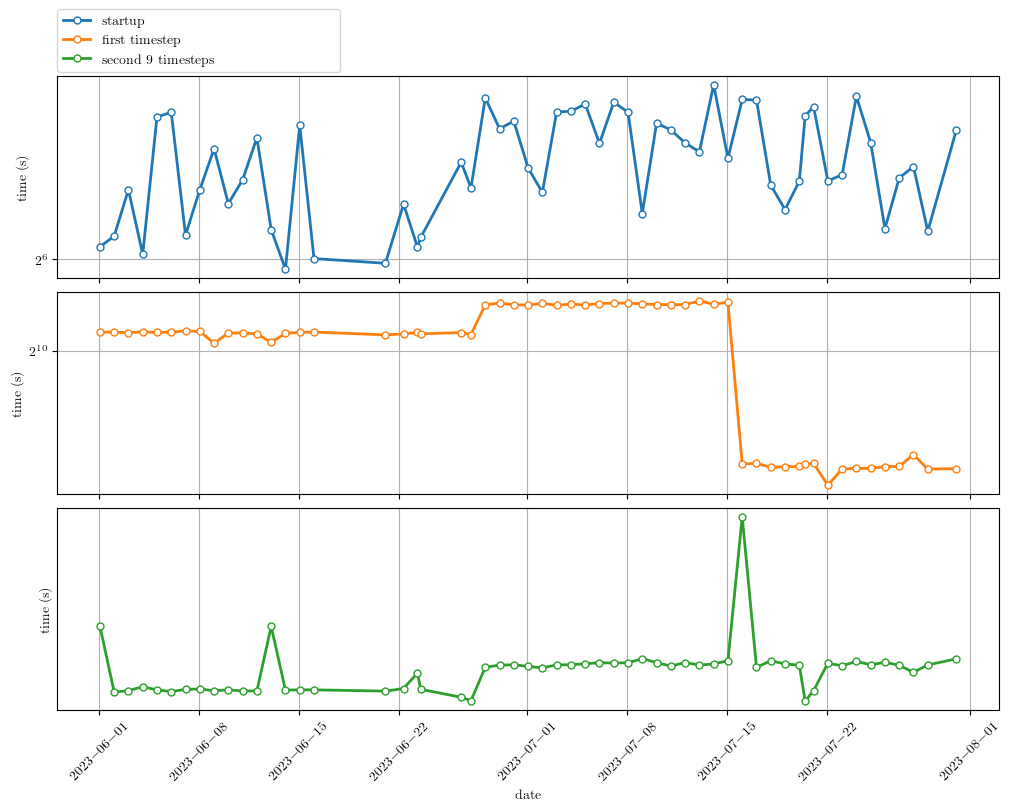 startup
first timestep
second 9 timesteps
time (s)
2^6
time (s)
2^10
time (s)
2023−06−01
2023−06−08
2023−06−15
2023−06−22
2023−07−01
2023−07−08
2023−07−15
2023−07−22
2023−08−01
date